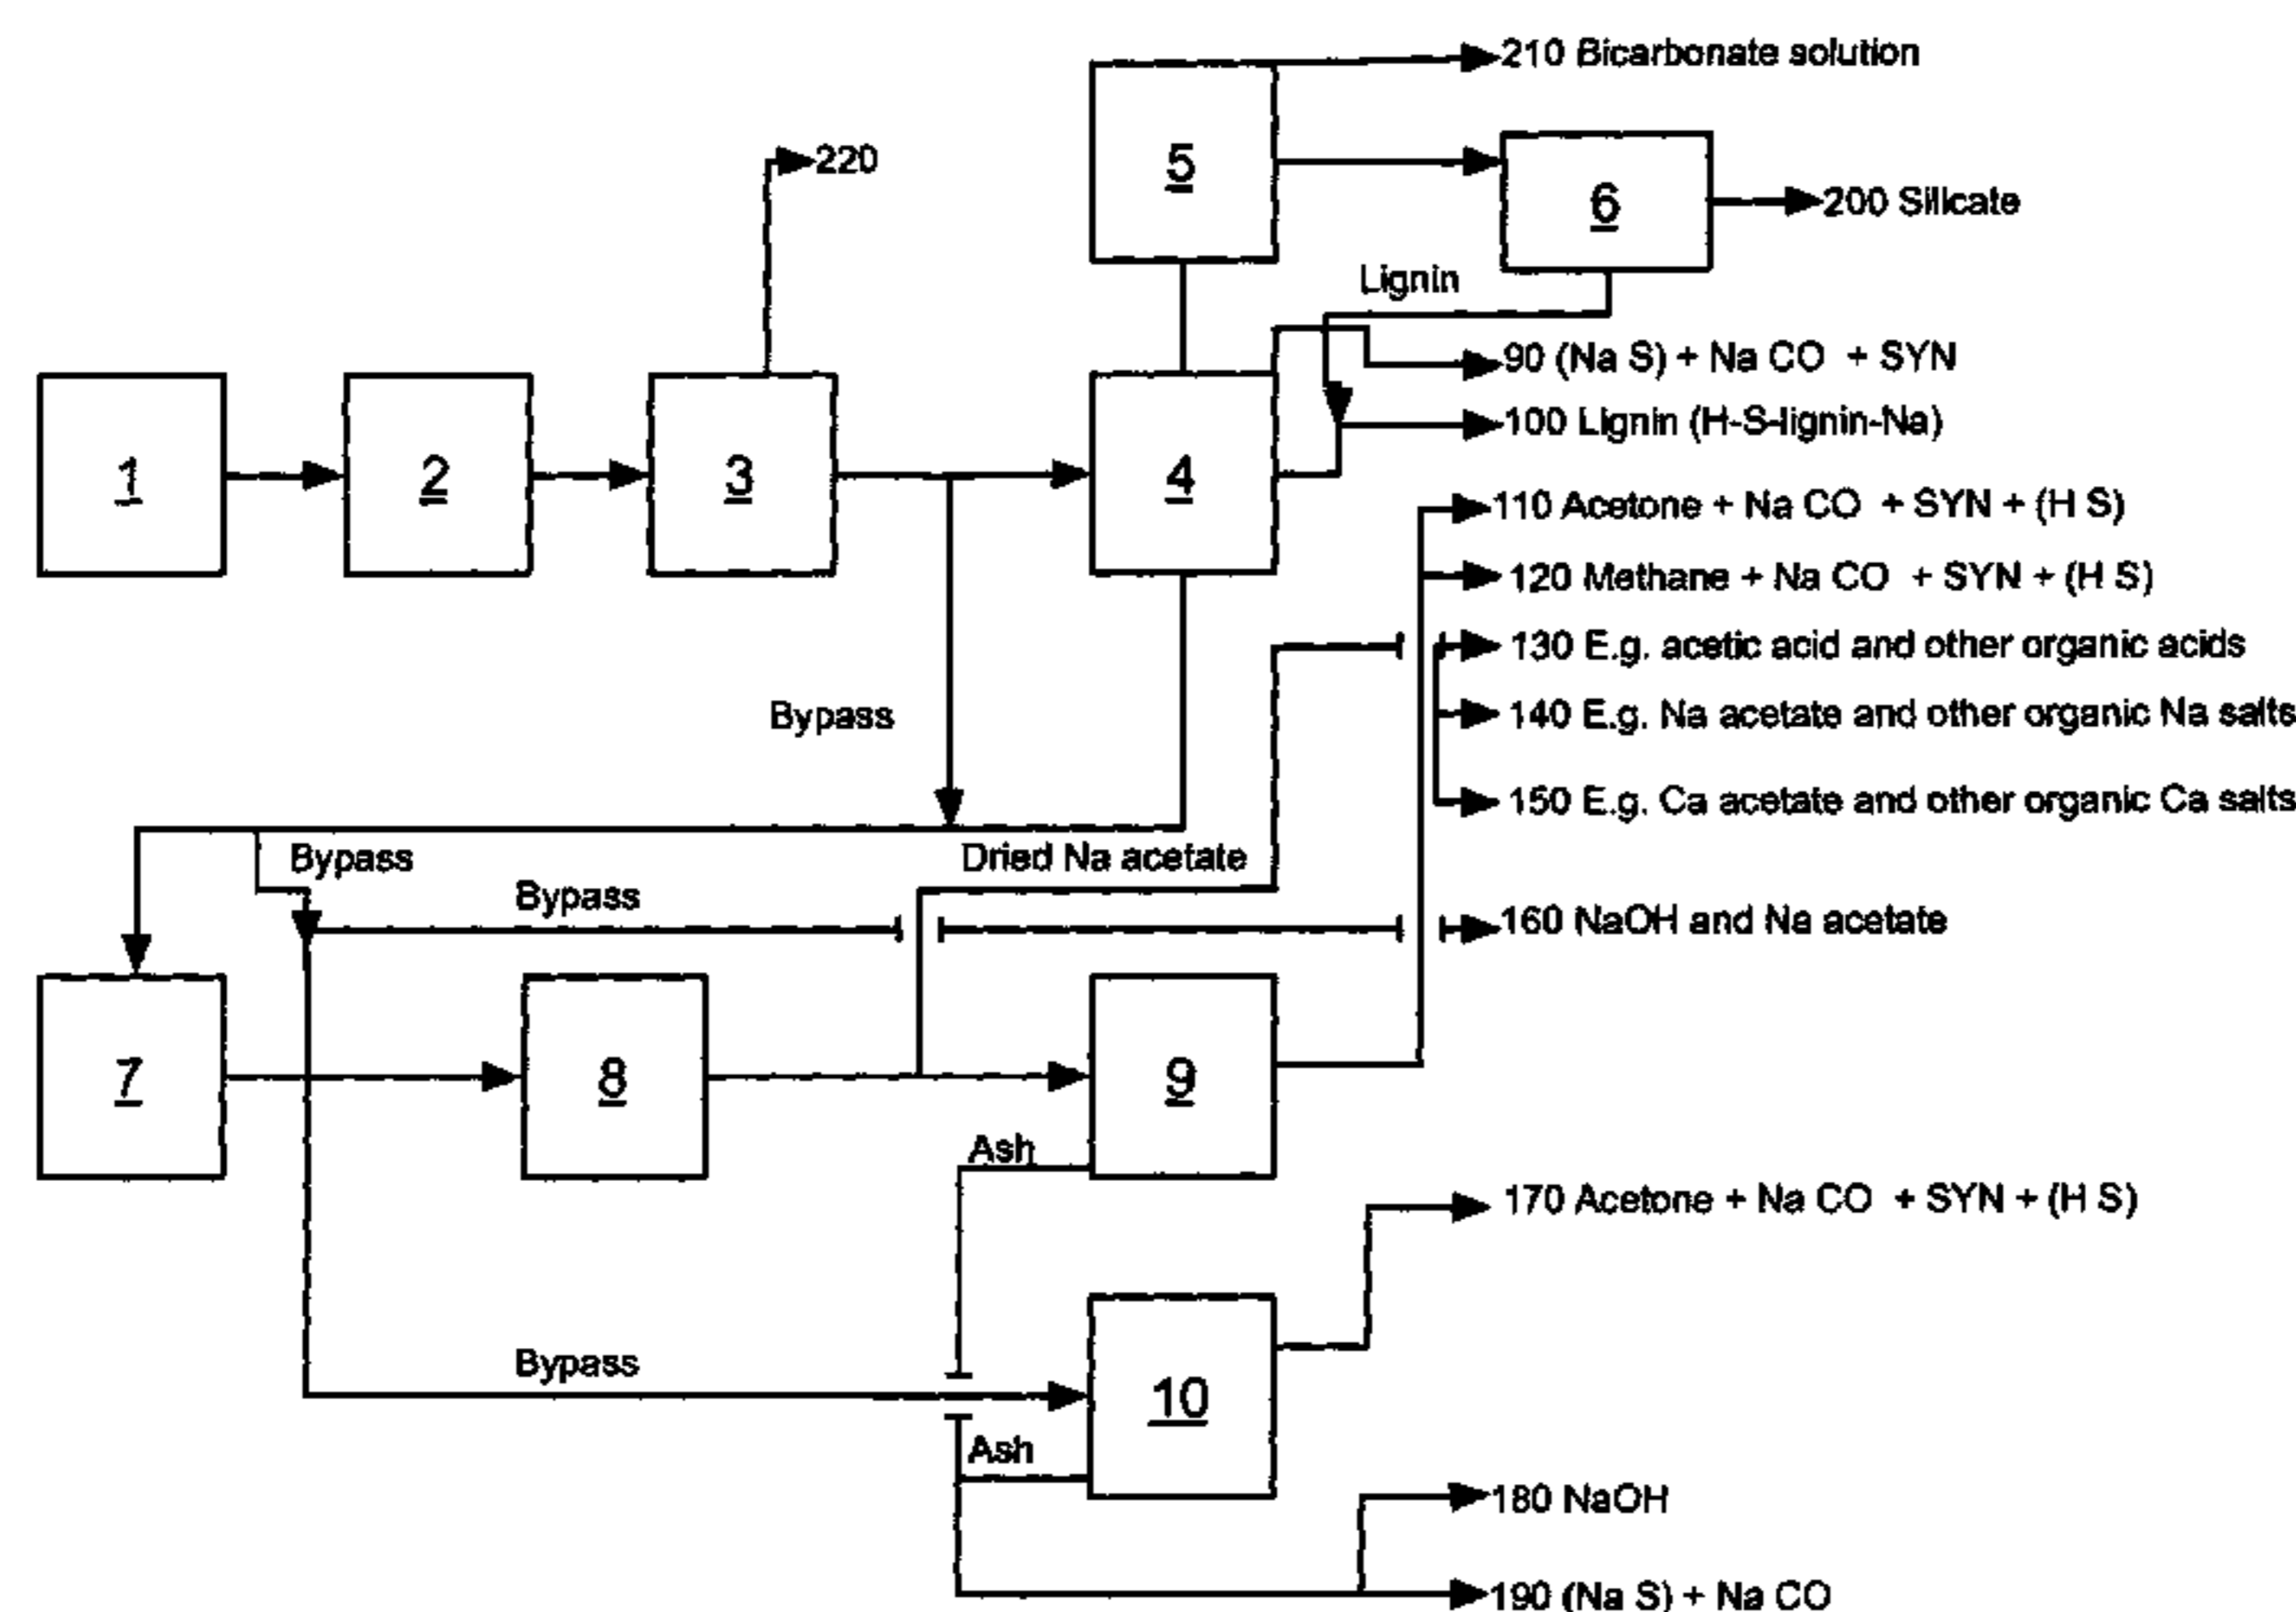 210 Bicarbonate solution
220
5
6
200 Silicate
Lignin
90 (Na S) + Na CO + SYN
100 Lignin (H-S-lignin-Na)
1
2
3
4
110 Acetone + Na CO + SYN + (H S)
120 Methane + Na CO + SYN + (H S)
130 E.g. acetic acid and other organic acids
Bypass
140 E.g. Na acetate and other organic Na salts
150 E.g. Ca acetate and other organic Ca salts
Bypass
Dried Na acetate
Bypass
160 NaOH and Na acetate
7
8
9
Ash
170 Acetone + Na CO + SYN + (H S)
Bypass
10
Ash
180 NaOH
190 (Na S) + Na CO